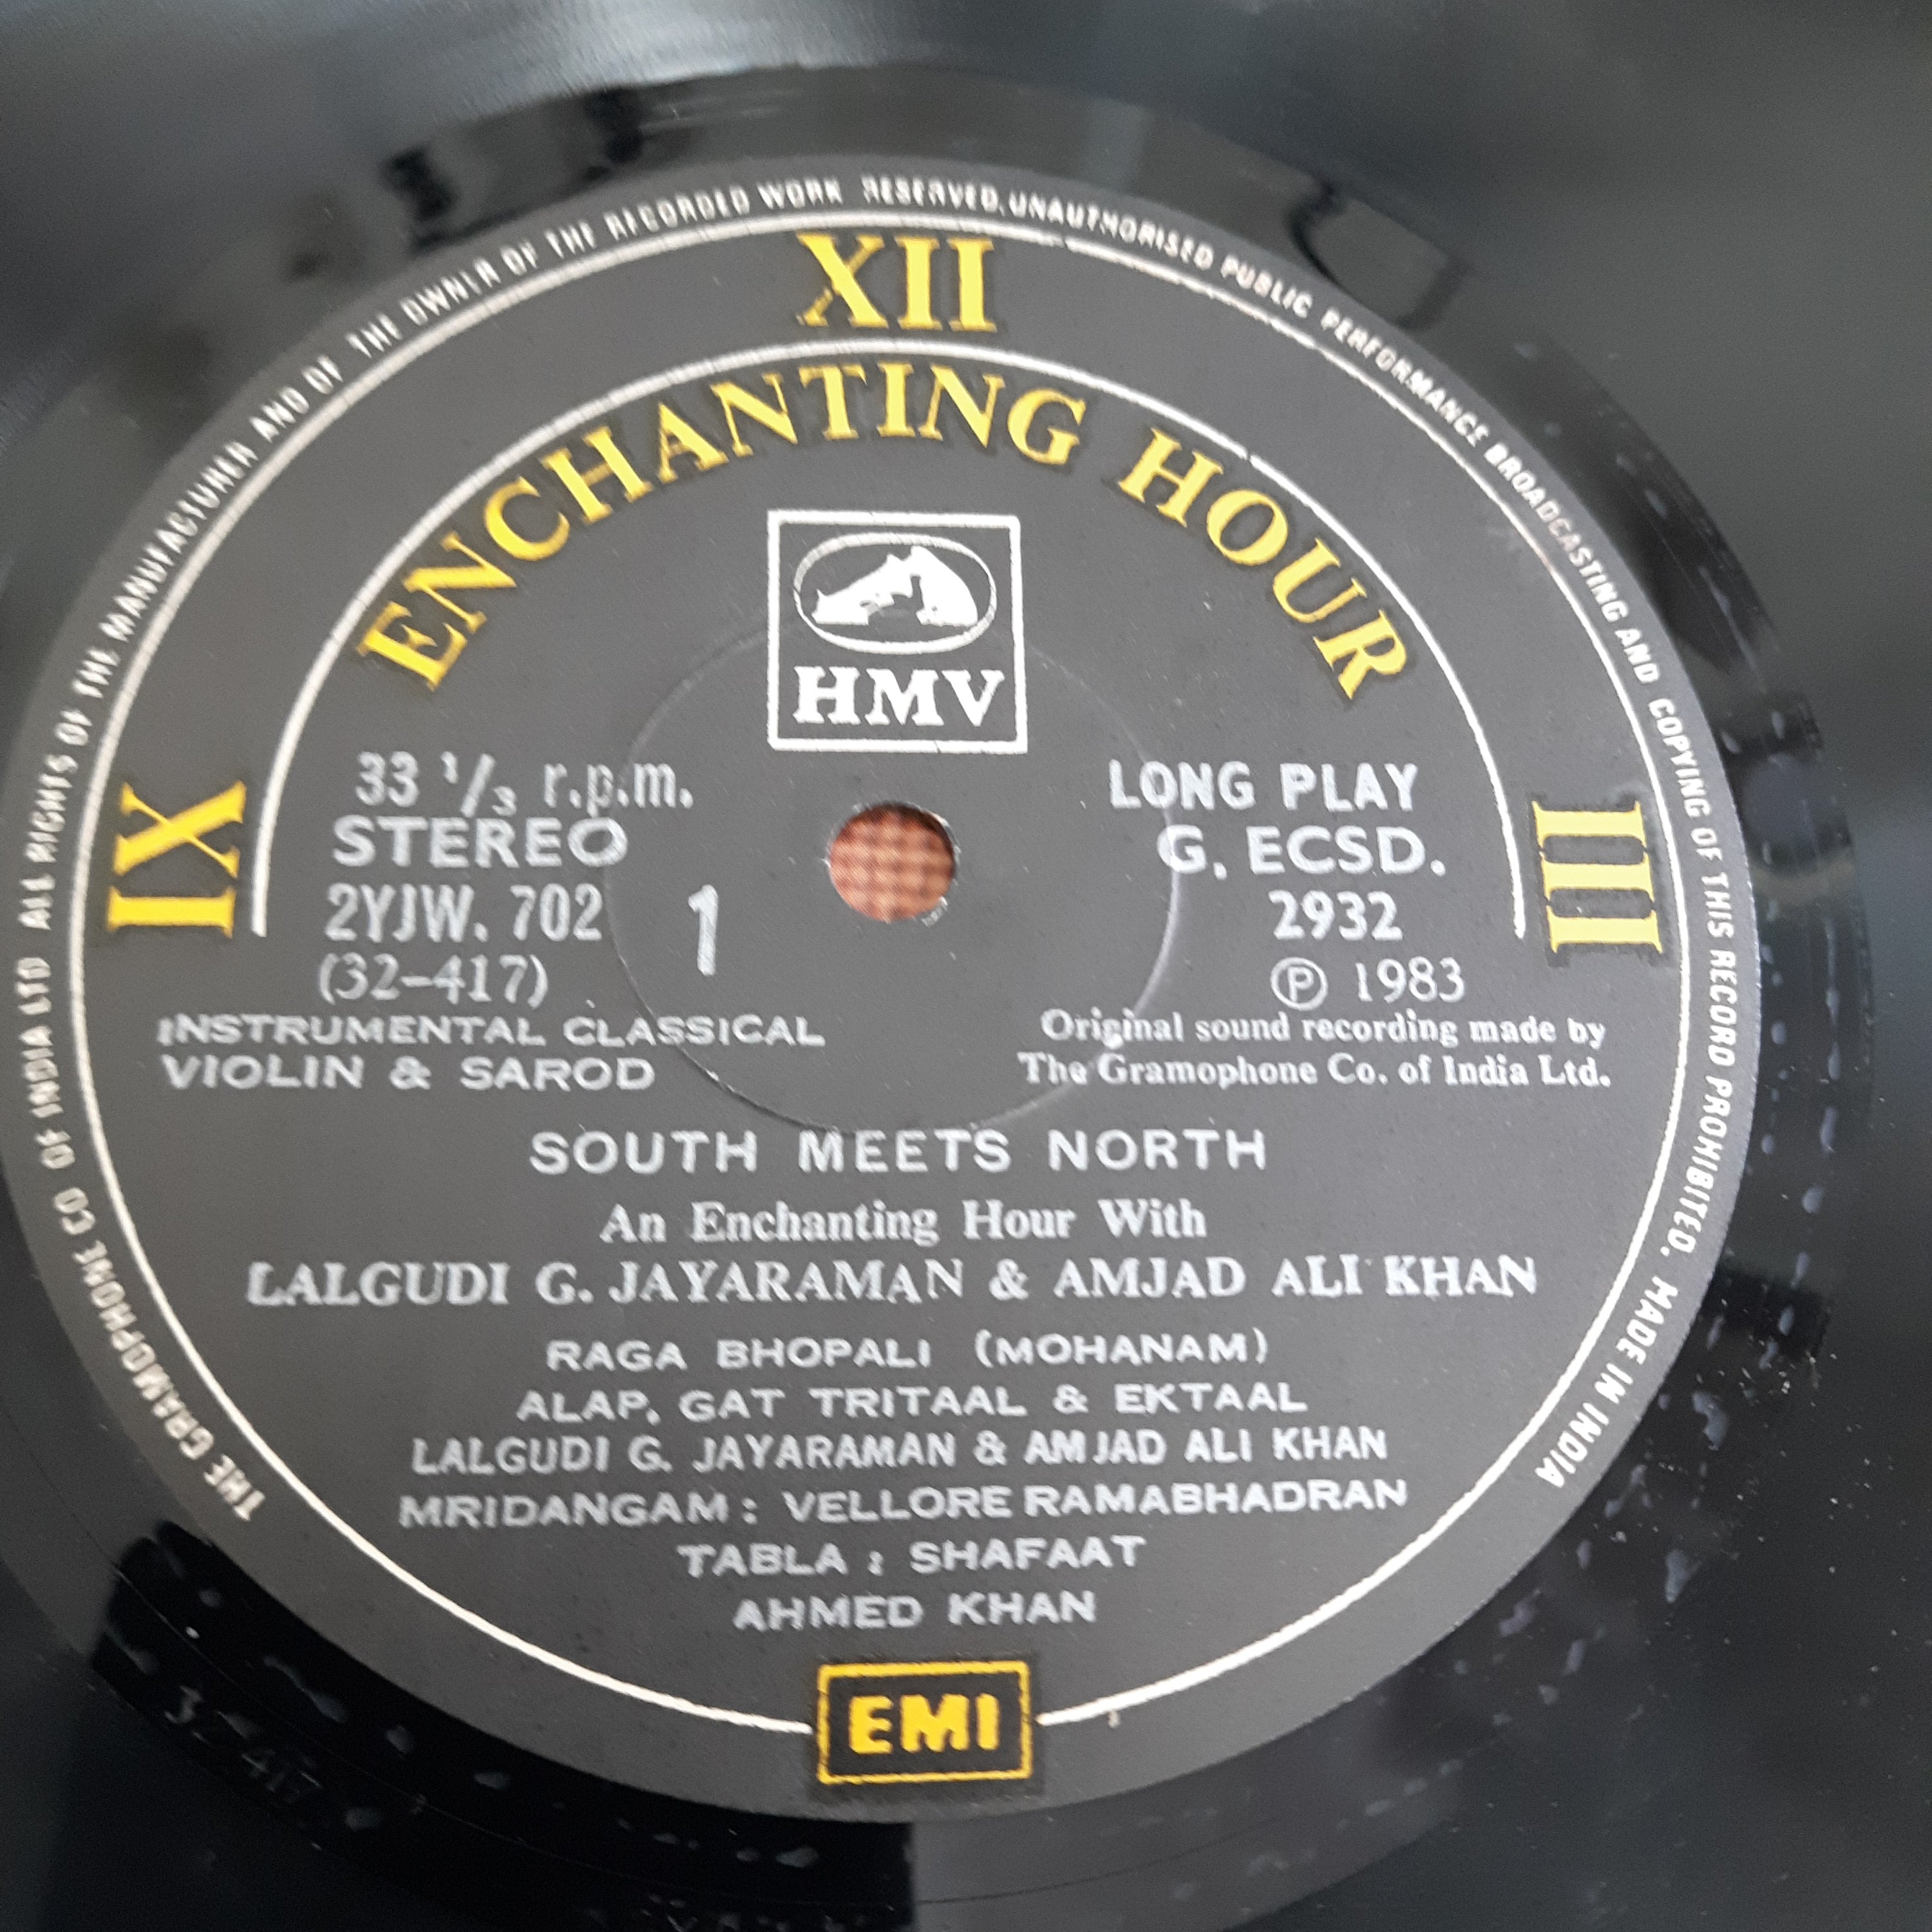 THE GRAMOPHONE CO OF INDIA LTD ALL RIGHTS OF THE MANUFACTURER AND OF THE OWNER OF THE RECORDED WORK RESERVED. UNAUTHORISED PUBLIC PERFORMANCE BROADCASTING AND COPYING OF THIS RECORD PROHIBITED. MADE IN INDIA
XII
ENCHANTING HOUR
HMV
IX
III
33 1/3 r.p.m.
STEREO
2YJW. 702
(32-417)
1
LONG PLAY
G. ECSD.
2932
℗ 1983
INSTRUMENTAL CLASSICAL
VIOLIN & SAROD
Original sound recording made by
The Gramophone Co. of India Ltd.
SOUTH MEETS NORTH
An Enchanting Hour With
LALGUDI G. JAYARAMAN & AMJAD ALI KHAN
RAGA BHOPALI (MOHANAM)
ALAP, GAT TRITAAL & EKTAAL
LALGUDI G. JAYARAMAN & AMJAD ALI KHAN
MRIDANGAM : VELLORE RAMABHADRAN
TABLA : SHAFAAT
AHMED KHAN
EMI
32-417